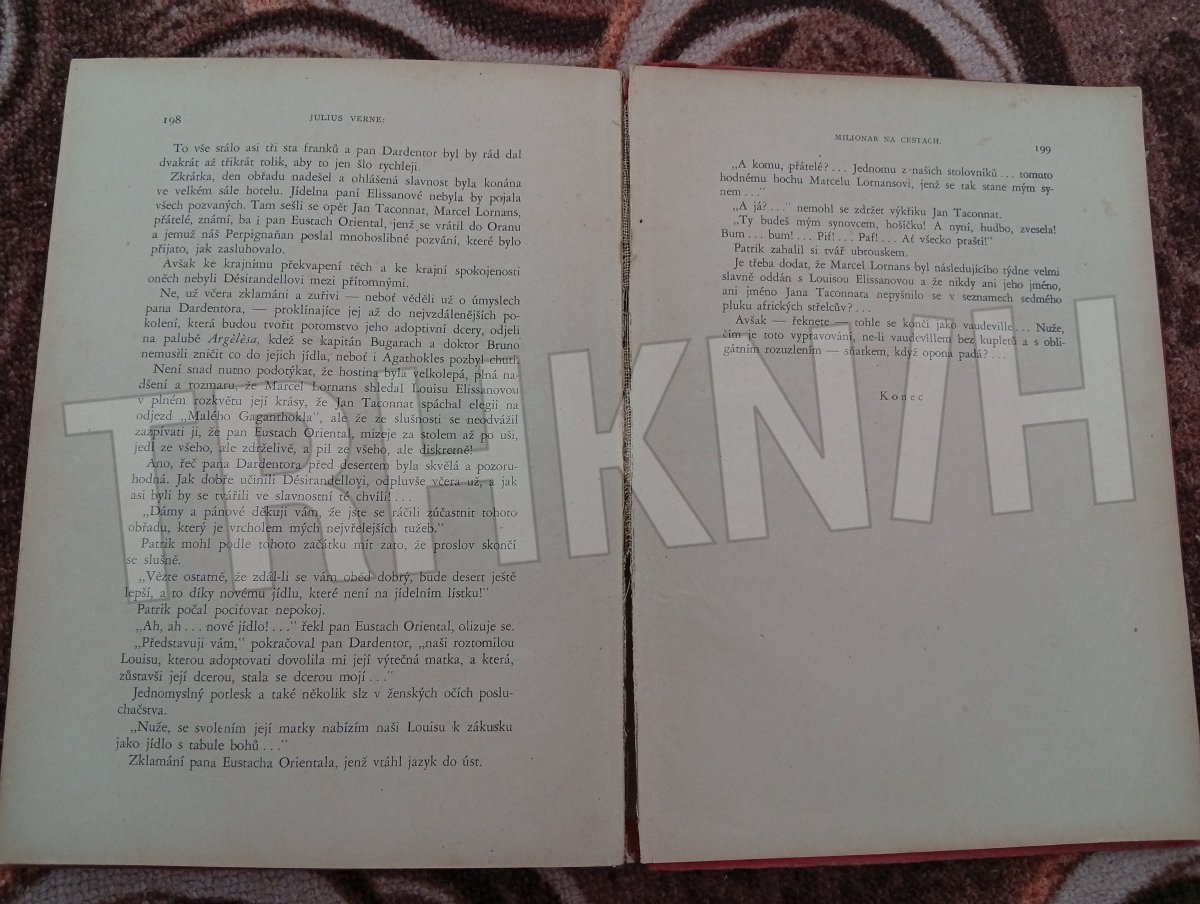 198
JULIUS VERNE:
To vše stálo asi tři sta franků a pan Dardentor byl by rád dal
dvakrát až třikrát tolik, aby to jen šlo rychleji.
Zkrátka, den obřadu nadešel a ohlášená slavnost byla konána
ve velkém sále hotelu. Jídelna paní Elissanové nebyla by pojala
všech pozvaných. Tam sešli se opět Jan Taconnat, Marcel Lornans,
přátelé, známí, ba i pan Eustach Oriental, jenž se vrátil do Oranu
a jemuž náš Perpignaňan poslal mnohoslibné pozvání, které bylo
přijato, jak zasluhovalo.
Avšak ke krajnímu překvapení těch a ke krajní spokojenosti
oněch nebyli Désirandellovi mezi přítomnými.
Ne, už včera zklamáni a zuřivi — neboť věděli už o úmyslech
pana Dardentora, — proklínajíce jej až do nejvzdálenějších po-
kolení, která budou tvořit potomstvo jeho adoptivní dcery, odjeli
na palubě Argèlèsa, kdež se kapitán Bugarach a doktor Bruno
nemusili zničit co do jejich jídla, neboť i Agathokles pozbyl chuti.
Není snad nutno podotýkat, že hostina byla velkolepá, plná na-
dšení a rozmaru, že Marcel Lornans shledal Louisu Elissanovou
v plném rozkvětu její krásy, že Jan Taconnat spáchal elegii na
odjezd „Malého Gaganthokla", ale že ze slušnosti se neodvážil
zazpívati ji, že pan Eustach Oriental, mizeje za stolem až po uši,
jedl ze všeho, ale zdrželivě, a pil ze všeho, ale diskretně!
Ano, řeč pana Dardentora před desertem byla skvělá a pozoru-
hodná. Jak dobře učinili Désirandellovi, odpluvše včera už, a jak
asi byli by se tvářili ve slavnostní té chvíli!...
„Dámy a pánové děkuji vám, že jste se ráčili zúčastnit tohoto
obřadu, který je vrcholem mých nejvřelejších tužeb."
Patrik mohl podle tohoto začátku mít zato, že proslov skončí
se slušně.
„Vězte ostatně, že zdál-li se vám oběd dobrý, bude desert ještě
lepší, a to díky novému jídlu, které není na jídelním lístku!"
Patrik počal pociťovat nepokoj.
„Ah, ah... nové jídlo!..." řekl pan Eustach Oriental, olizuje se.
„Představuji vám," pokračoval pan Dardentor, „naši roztomilou
Louisu, kterou adoptovati dovolila mi její výtečná matka, a která,
zůstavši její dcerou, stala se dcerou mojí..."
Jednomyslný potlesk a také několik slz v ženských očích poslu-
chačstva.
„Nuže, se svolením její matky nabízím naši Louisu k zákusku
jako jídlo s tabule bohů..."
Zklamání pana Eustacha Orientala, jenž vtáhl jazyk do úst.
MILIONÁŘ NA CESTÁCH.
199
„A komu, přátelé?... Jednomu z našich stolovníků... tomuto
hodnému hochu Marcelu Lornansovi, jenž se tak stane mým sy-
nem..."
„A já?..." nemohl se zdržet výkřiku Jan Taconnat.
„Ty budeš mým synovcem, hošíčku! A nyní, hudbo, zvesela!
Bum... bum!... Pif!... Paf!... Ať všecko praští!"
Patrik zahalil si tvář ubrouskem.
Je třeba dodat, že Marcel Lornans byl následujícího týdne velmi
slavně oddán s Louisou Elissanovou a že nikdy ani jeho jméno,
ani jméno Jana Taconnata nepyšnilo se v seznamech sedmého
pluku afrických střelců?...
Avšak — řeknete — tohle se končí jako vaudeville... Nuže,
čím je toto vypravování, ne-li vaudevillem bez kupletů a s obli-
gátním rozuzlením — sňatkem, když opona padá?...
Konec
TRHKNIH